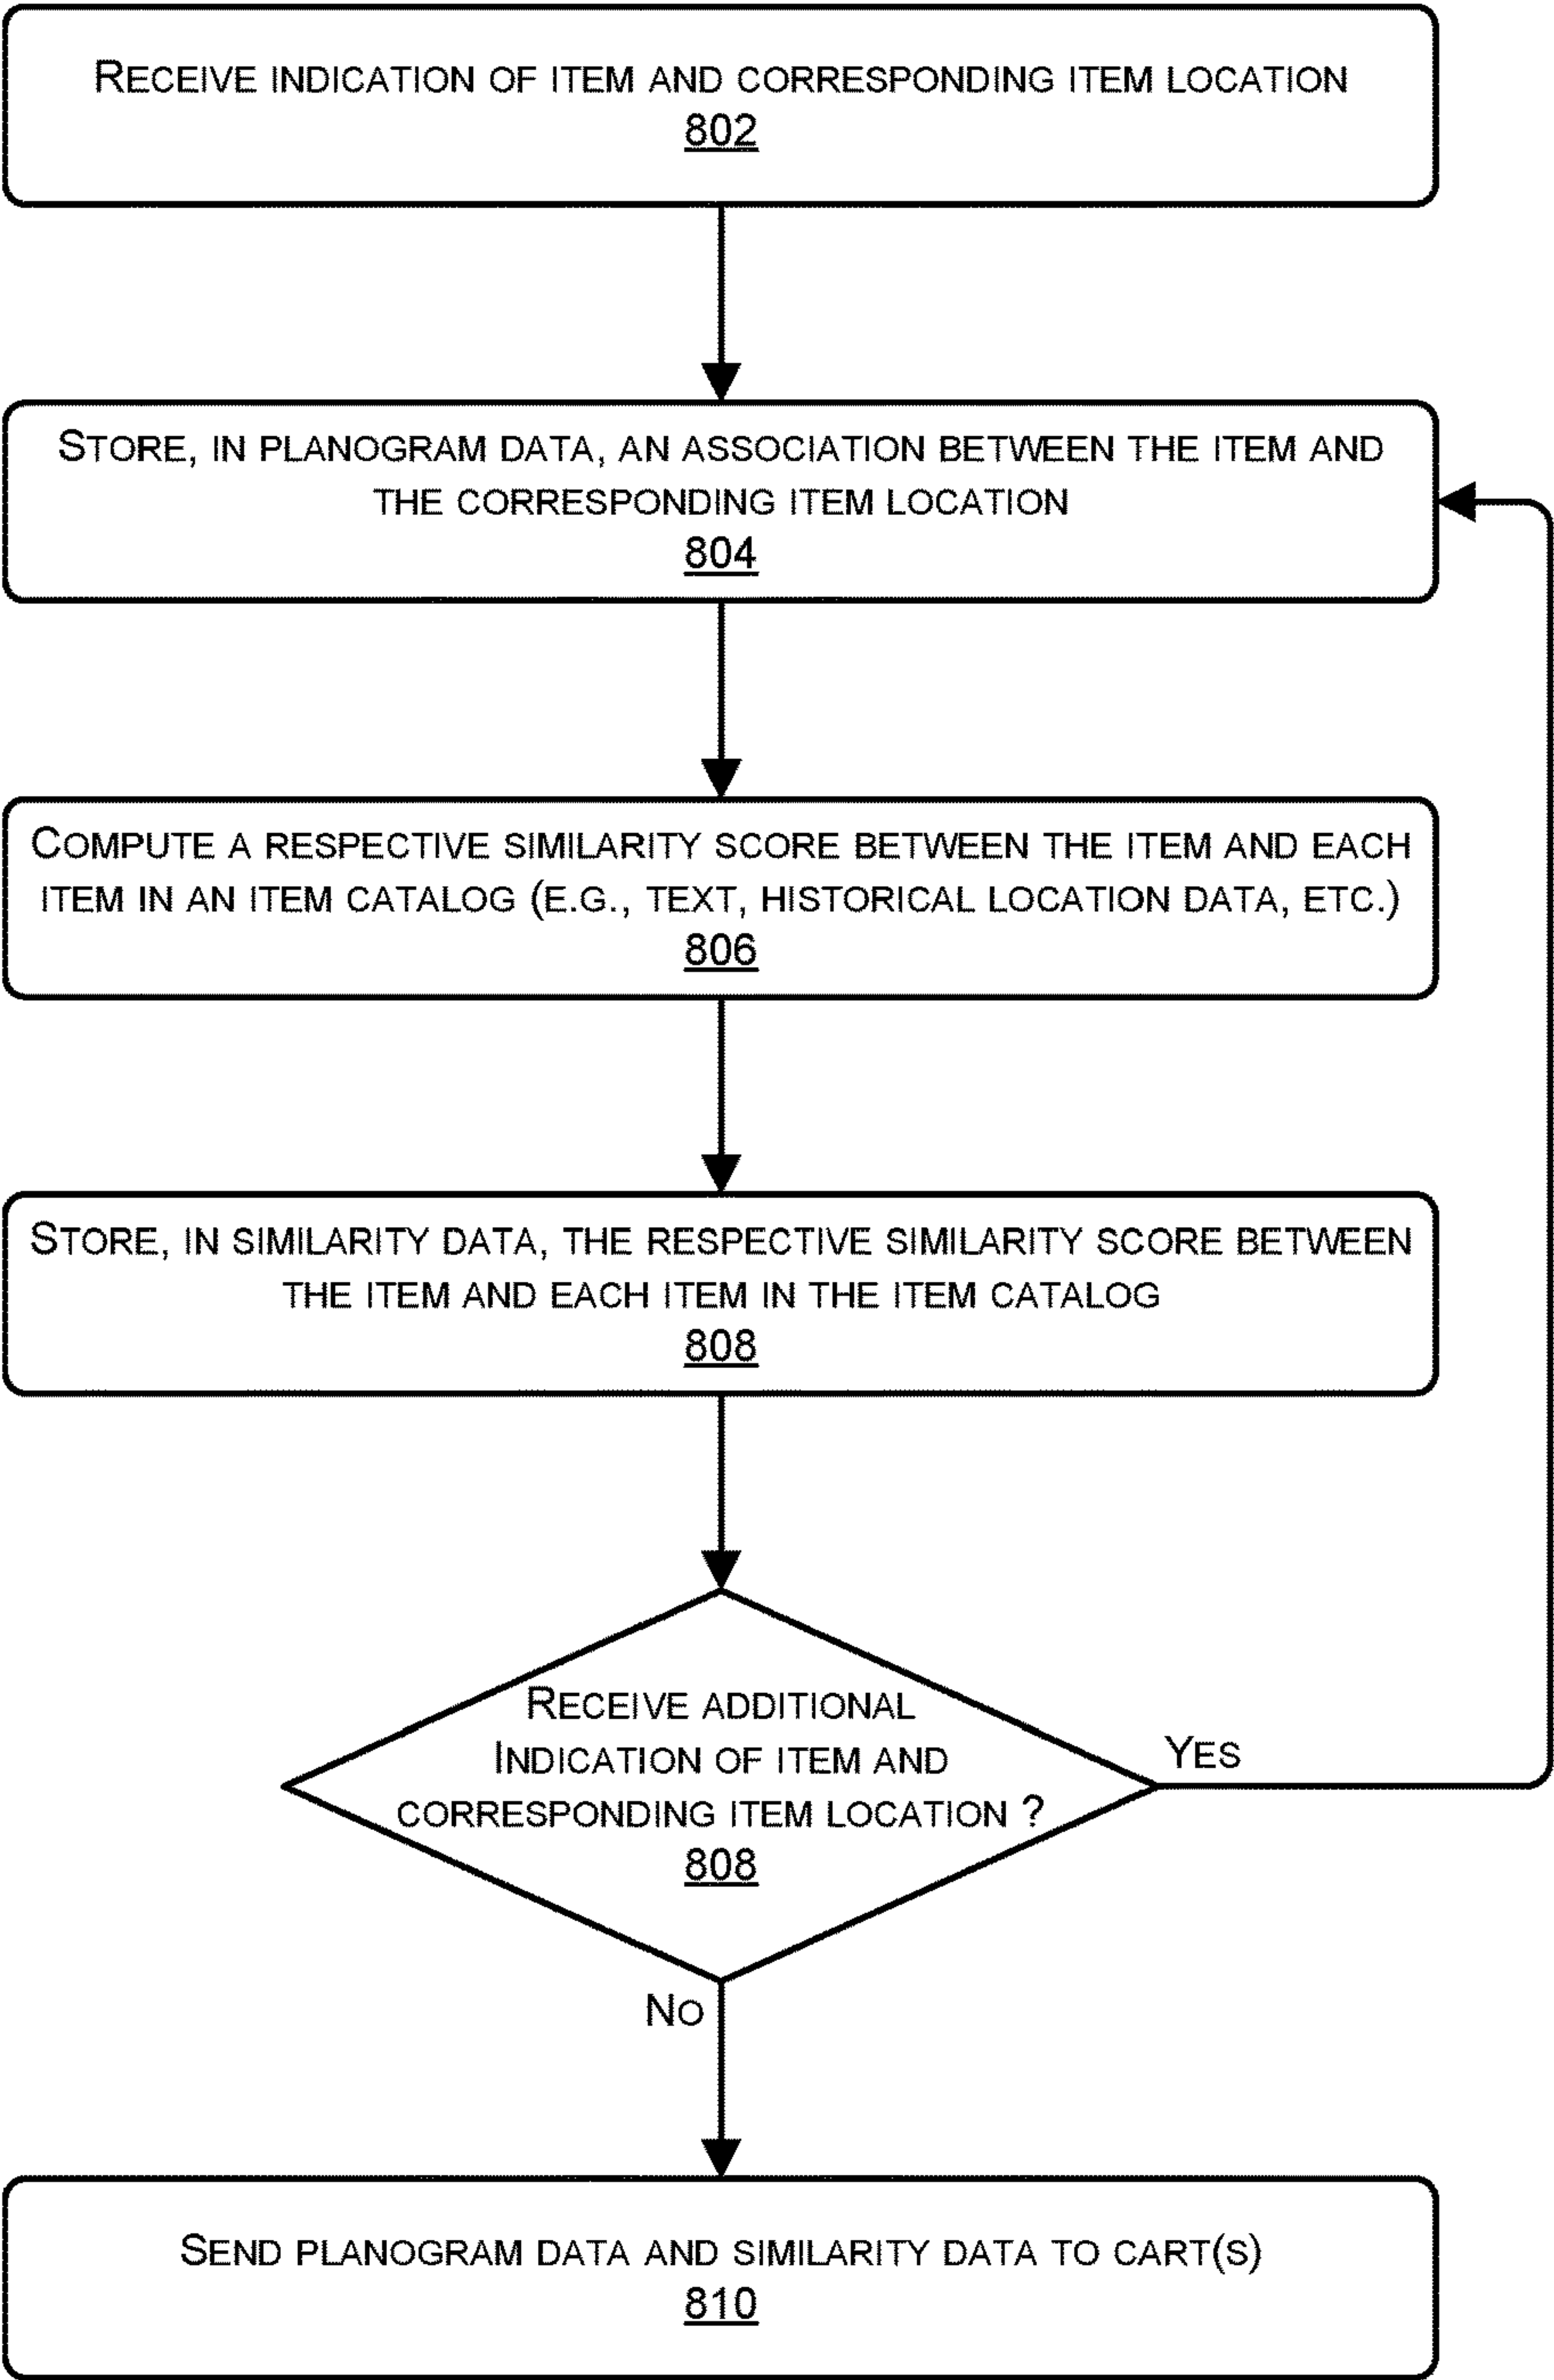 RECEIVE INDICATION OF ITEM AND CORRESPONDING ITEM LOCATION
802
STORE, IN PLANOGRAM DATA, AN ASSOCIATION BETWEEN THE ITEM AND
THE CORRESPONDING ITEM LOCATION
804
COMPUTE A RESPECTIVE SIMILARITY SCORE BETWEEN THE ITEM AND EACH
ITEM IN AN ITEM CATALOG (E.G., TEXT, HISTORICAL LOCATION DATA, ETC.)
806
STORE, IN SIMILARITY DATA, THE RESPECTIVE SIMILARITY SCORE BETWEEN
THE ITEM AND EACH ITEM IN THE ITEM CATALOG
808
RECEIVE ADDITIONAL
INDICATION OF ITEM AND
CORRESPONDING ITEM LOCATION ?
808
YES
NO
SEND PLANOGRAM DATA AND SIMILARITY DATA TO CART(S)
810